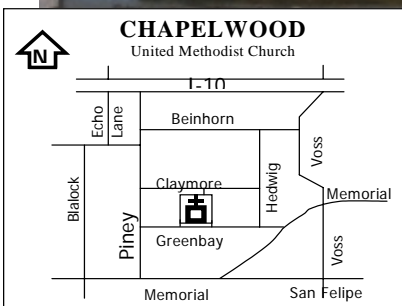 CHAPELWOOD
United Methodist Church
N
I-10
Echo
Lane
Beinhorn
Voss
Blalock
Piney
Claymore
Hedwig
Memorial
Greenbay
Voss
Memorial
San Felipe